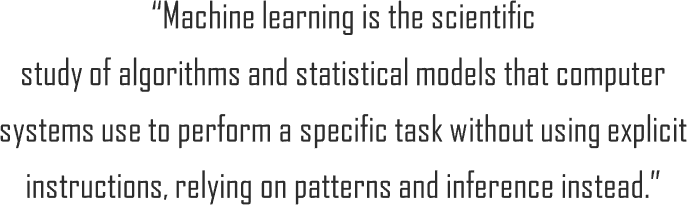 “Machine learning is the scientific
study of algorithms and statistical models that computer
systems use to perform a specific task without using explicit
instructions, relying on patterns and inference instead.”